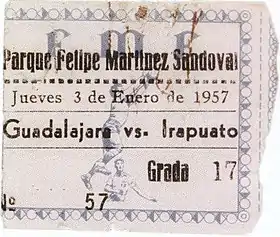 F. M. F.
Parque Felipe Martinez Sandoval
Jueves 3 de Enero de 1957
Guadalajara vs. Irapuato
Grada 17
Nº 57